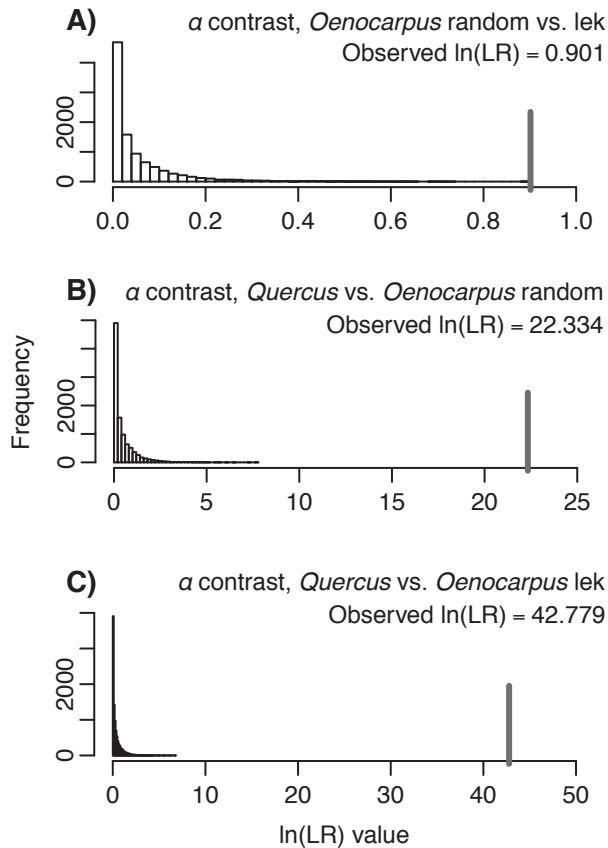 A)
α contrast, Oenocarpus random vs. lek
Observed ln(LR) = 0.901
2000
0
0.0 0.2 0.4 0.6 0.8 1.0
B)
α contrast, Quercus vs. Oenocarpus random
Observed ln(LR) = 22.334
Frequency
2000
0
0 5 10 15 20 25
C)
α contrast, Quercus vs. Oenocarpus lek
Observed ln(LR) = 42.779
2000
0
0 10 20 30 40 50
ln(LR) value